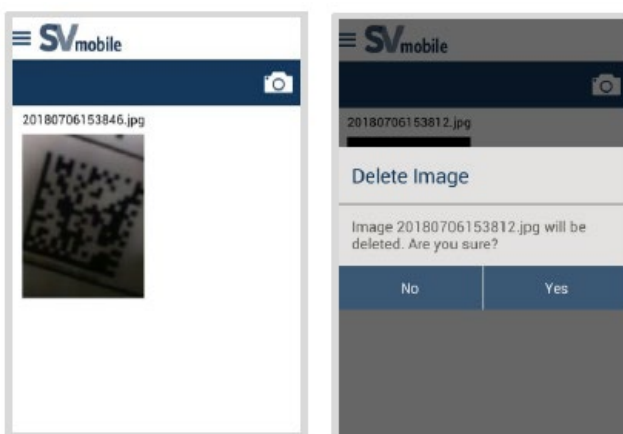 SVmobile
20180706153846.jpg
SVmobile
20180706153812.jpg
Delete Image
Image 20180706153812.jpg will be
deleted. Are you sure?
No
Yes